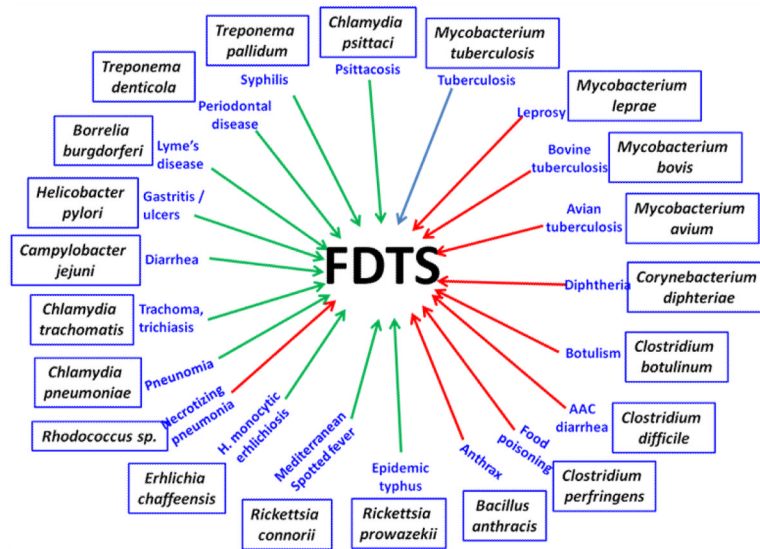 Treponema
pallidum
Syphilis
Chlamydia
psittaci
Psittacosis
Mycobacterium
tuberculosis
Tuberculosis
Treponema
denticola
Periodontal
disease
Leprosy
Mycobacterium
leprae
Borrelia
burgdorferi
Lyme's
disease
Bovine
tuberculosis
Mycobacterium
bovis
Helicobacter
pylori
Gastritis /
ulcers
Avian
tuberculosis
Mycobacterium
avium
Campylobacter
jejuni
Diarrhea
FDTS
Diphtheria
Corynebacterium
diphteriae
Chlamydia
trachomatis
Trachoma,
trichiasis
Botulism
Clostridium
botulinum
Chlamydia
pneumoniae
Pneunomia
AAC
diarrhea
Clostridium
difficile
Rhodococcus sp.
Necrotizing
pneumonia
Food
poisoning
Clostridium
perfringens
Erhlichia
chaffeensis
H. monocytic
erhlichiosis
Mediterranean
Spotted fever
Rickettsia
connorii
Epidemic
typhus
Rickettsia
prowazekii
Anthrax
Bacillus
anthracis